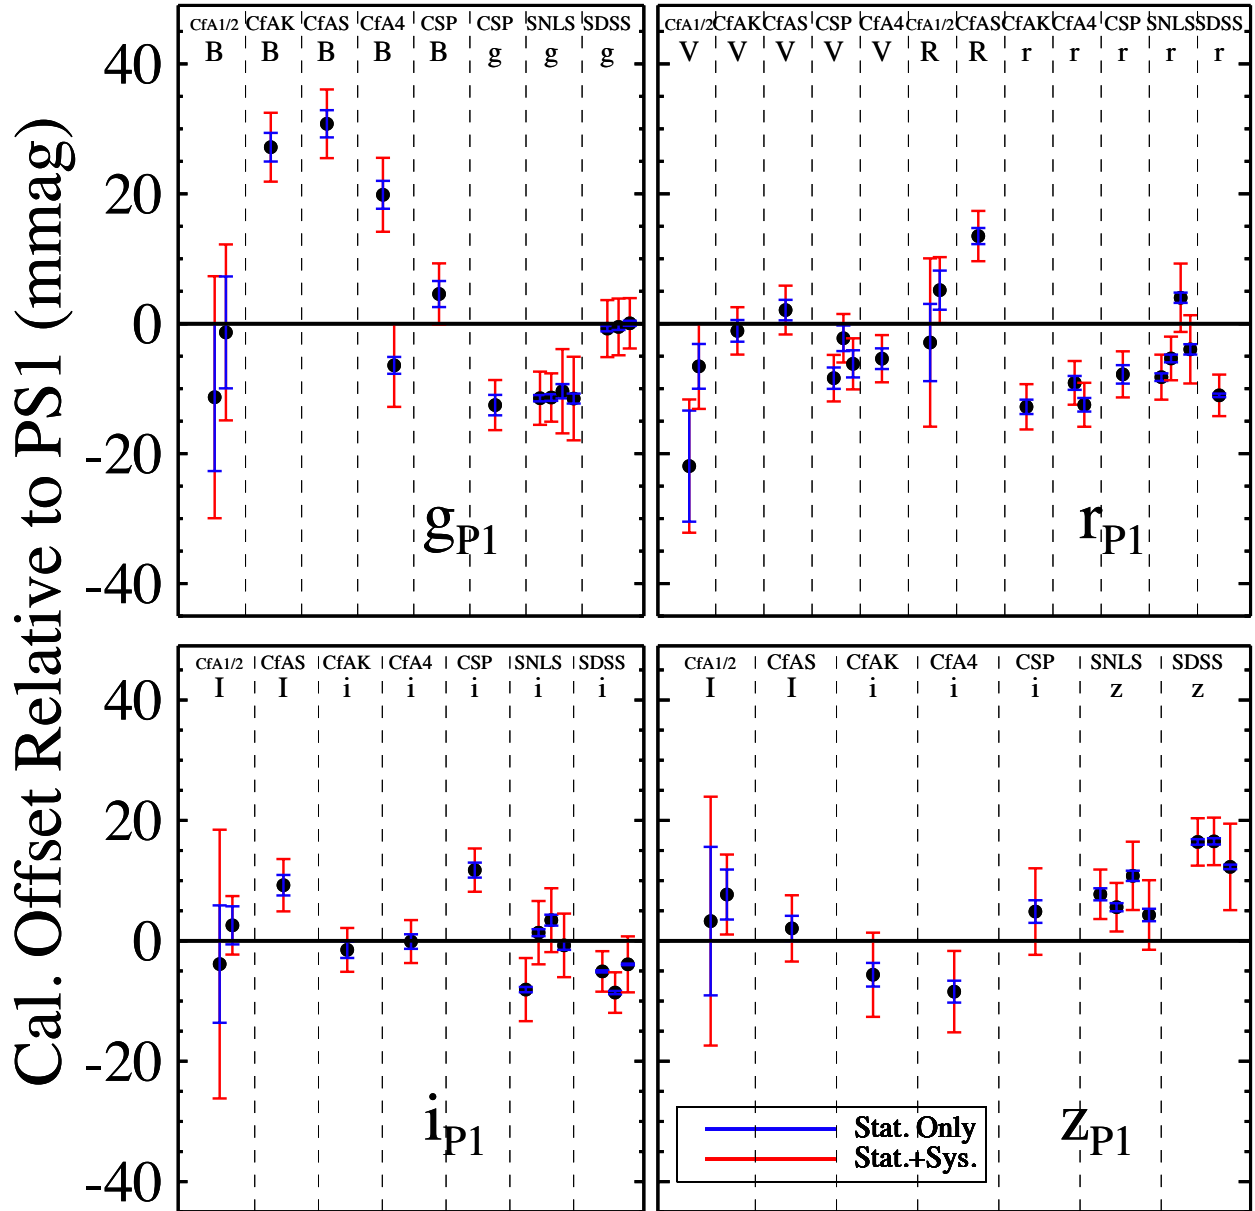 Cal. Offset Relative to PS1 (mmag)
CfA1/2 CfAK CfAS CfA4 CSP CSP SNLS SDSS
B B B B B g g g
40
20
0
-20
-40
gP1
CfA1/2 CfAK CfAS CSP CfA4 CfA1/2 CfAS CfAK CfA4 CSP SNLS SDSS
V V V V V R R r r r r r
rP1
CfA1/2 CfAS CfAK CfA4 CSP SNLS SDSS
I I i i i i i
40
20
0
-20
-40
iP1
CfA1/2 CfAS CfAK CfA4 CSP SNLS SDSS
I I i i i z z
Stat. Only
Stat.+Sys.
zP1